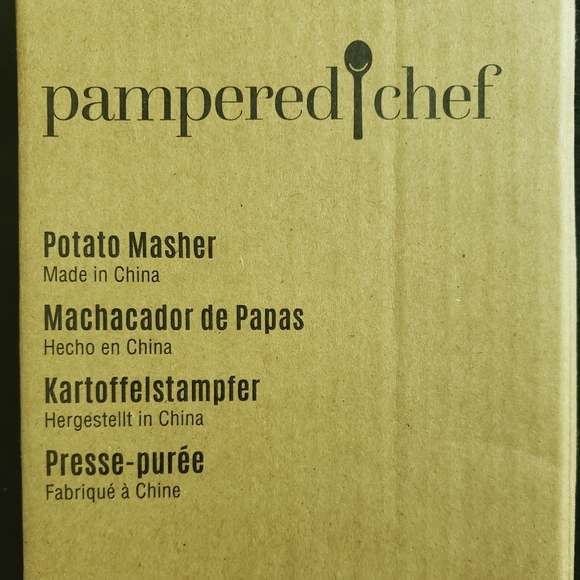 pampered chef
Potato Masher
Made in China
Machacador de Papas
Hecho en China
Kartoffelstampfer
Hergestellt in China
Presse-purée
Fabriqué à Chine